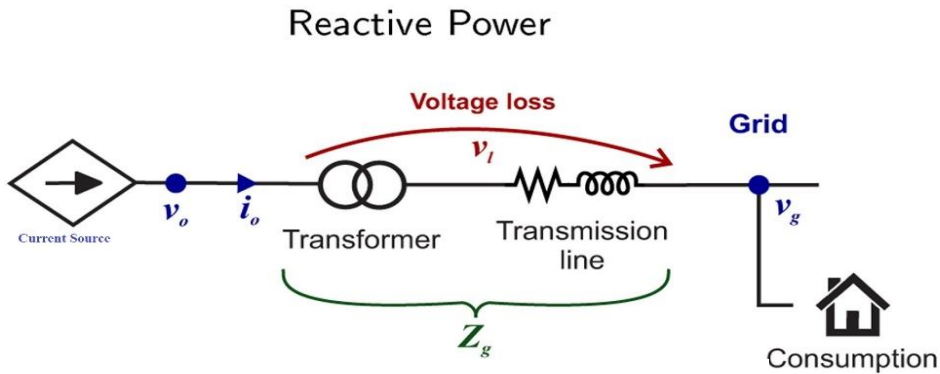 Reactive Power
Voltage loss
v_l
Grid
v_o
i_o
v_g
Current Source
Transformer
Transmission
line
Z_g
Consumption